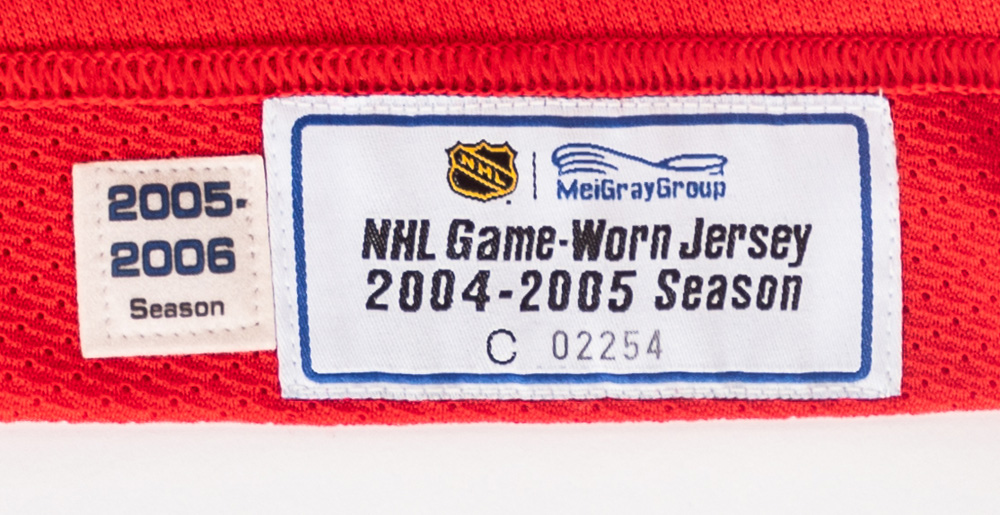 2005-
2006
Season
NHL
MeiGrayGroup
NHL Game-Worn Jersey
2004-2005 Season
C 02254